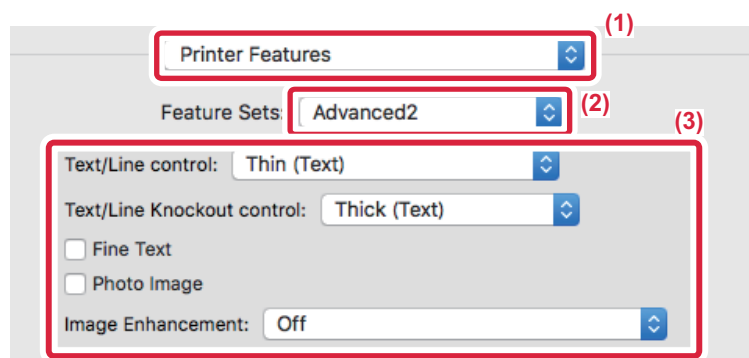 (1)
Printer Features
Feature Sets: Advanced2
(2)
(3)
Text/Line control: Thin (Text)
Text/Line Knockout control: Thick (Text)
Fine Text
Photo Image
Image Enhancement: Off